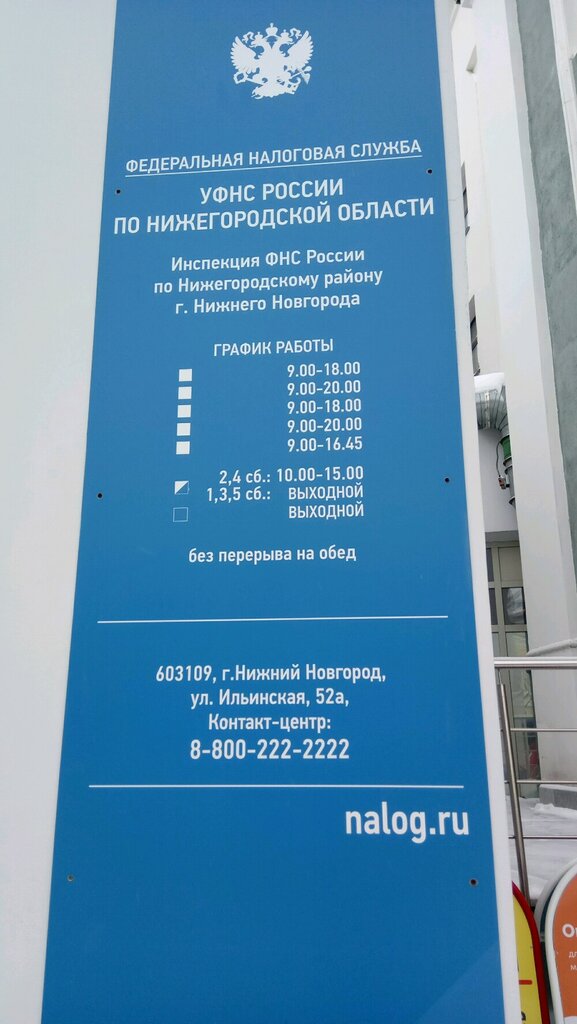 ФЕДЕРАЛЬНАЯ НАЛОГОВАЯ СЛУЖБА
УФНС РОССИИ
ПО НИЖЕГОРОДСКОЙ ОБЛАСТИ
Инспекция ФНС России
по Нижегородскому району
г. Нижнего Новгорода
ГРАФИК РАБОТЫ
9.00-18.00
9.00-20.00
9.00-18.00
9.00-20.00
9.00-16.45
2,4 сб.: 10.00-15.00
1,3,5 сб.: ВЫХОДНОЙ
ВЫХОДНОЙ
без перерыва на обед
603109, г.Нижний Новгород,
ул. Ильинская, 52а,
Контакт-центр:
8-800-222-2222
nalog.ru